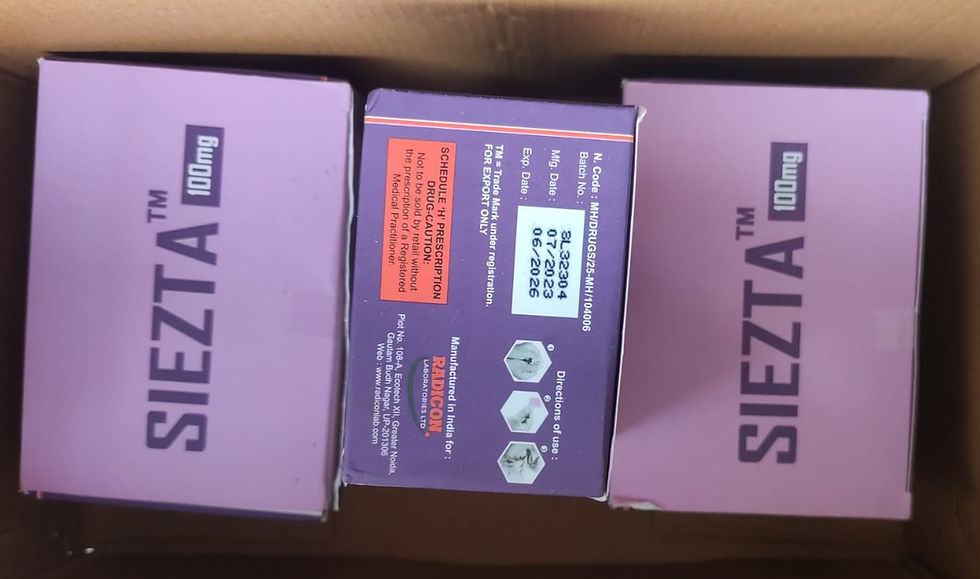 SIEZTA™
100mg
N. Code : MH/DRUGS/25-MH/104006
Batch No. :
SL32304
Mfg. Date :
07/2023
Exp. Date :
06/2026
TM = Trade Mark under registration.
FOR EXPORT ONLY
SCHEDULE 'H' PRESCRIPTION
DRUG-CAUTION:
Not to be sold by retail without
the prescription of a Registered
Medical Practitioner.
Directions of use :
1
2
3
Manufactured in India for :
RADICON®
LABORATORIES LTD
Plot No. 108-A, Ecotech XII, Greater Noida,
Gautam Budh Nagar, UP-201306
Web : www.radiconlab.com
SIEZTA™
100mg